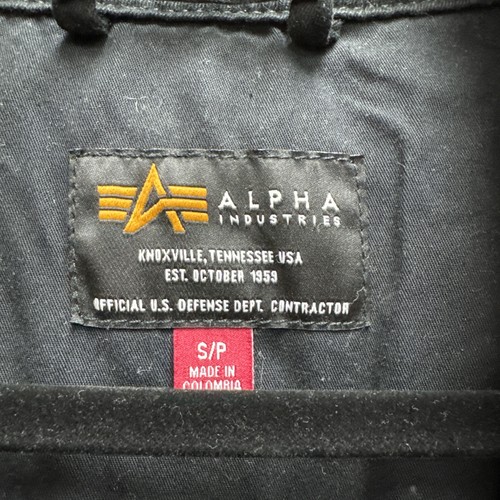 ALPHA
INDUSTRIES
KNOXVILLE, TENNESSEE USA
EST. OCTOBER 1959
OFFICIAL U.S. DEFENSE DEPT. CONTRACTOR
S/P
MADE IN
COLOMBIA